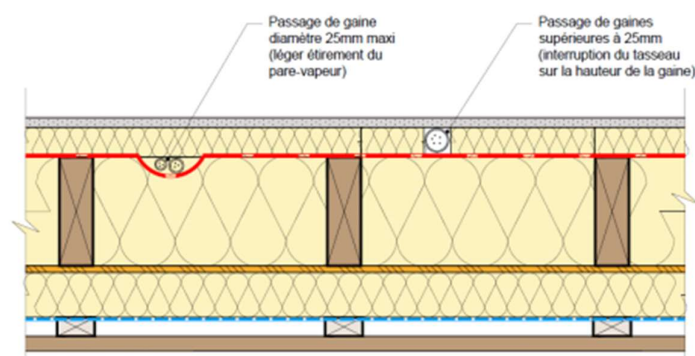 Passage de gaine
diamètre 25mm maxi
(léger étirement du
pare-vapeur)
Passage de gaines
supérieures à 25mm
(interruption du tasseau
sur la hauteur de la gaine)